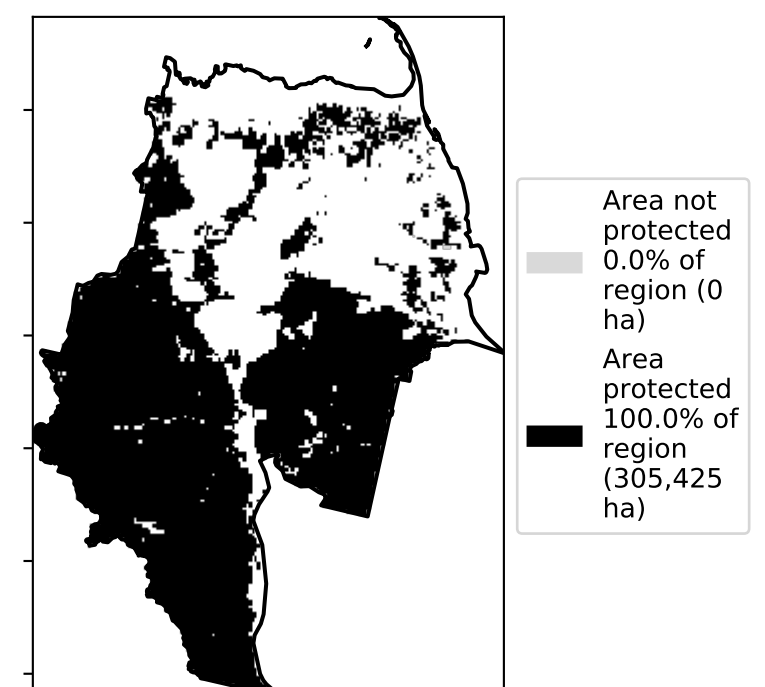 Area not
protected
0.0% of
region (0
ha)
Area
protected
100.0% of
region
(305,425
ha)